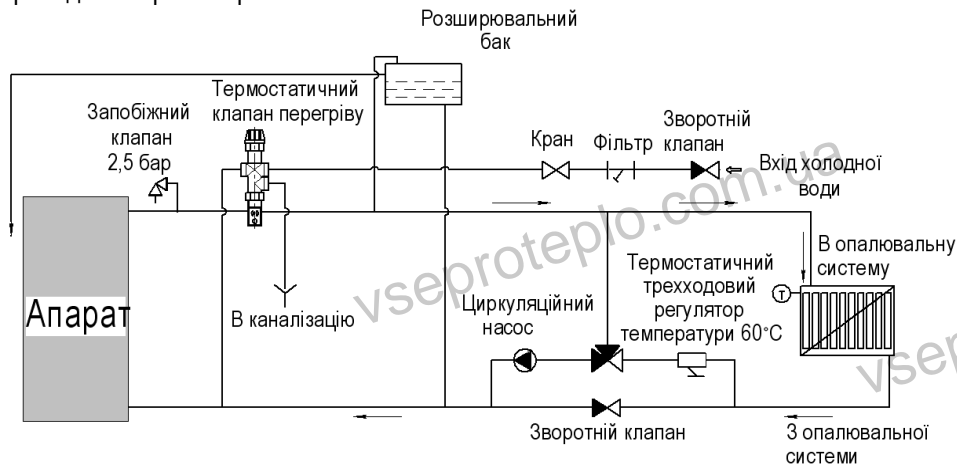 Розширювальний
бак
Термостатичний
клапан перегріву
Запобіжний
клапан
2,5 бар
Кран
Фільтр
Зворотній
клапан
Вхід холодної
води
Апарат
В каналізацію
Циркуляційний
насос
Термостатичний
трехходовий
регулятор
температури 60°С
В опалювальну
систему
T
Зворотній клапан
З опалювальної
системи
vseproteplo.com.ua
vsep